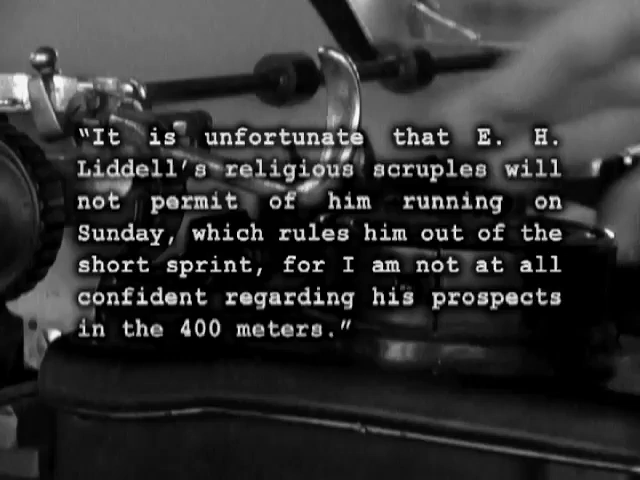 "It is unfortunate that E. H.
Liddell's religious scruples will
not permit of him running on
Sunday, which rules him out of the
short sprint, for I am not at all
confident regarding his prospects
in the 400 meters."